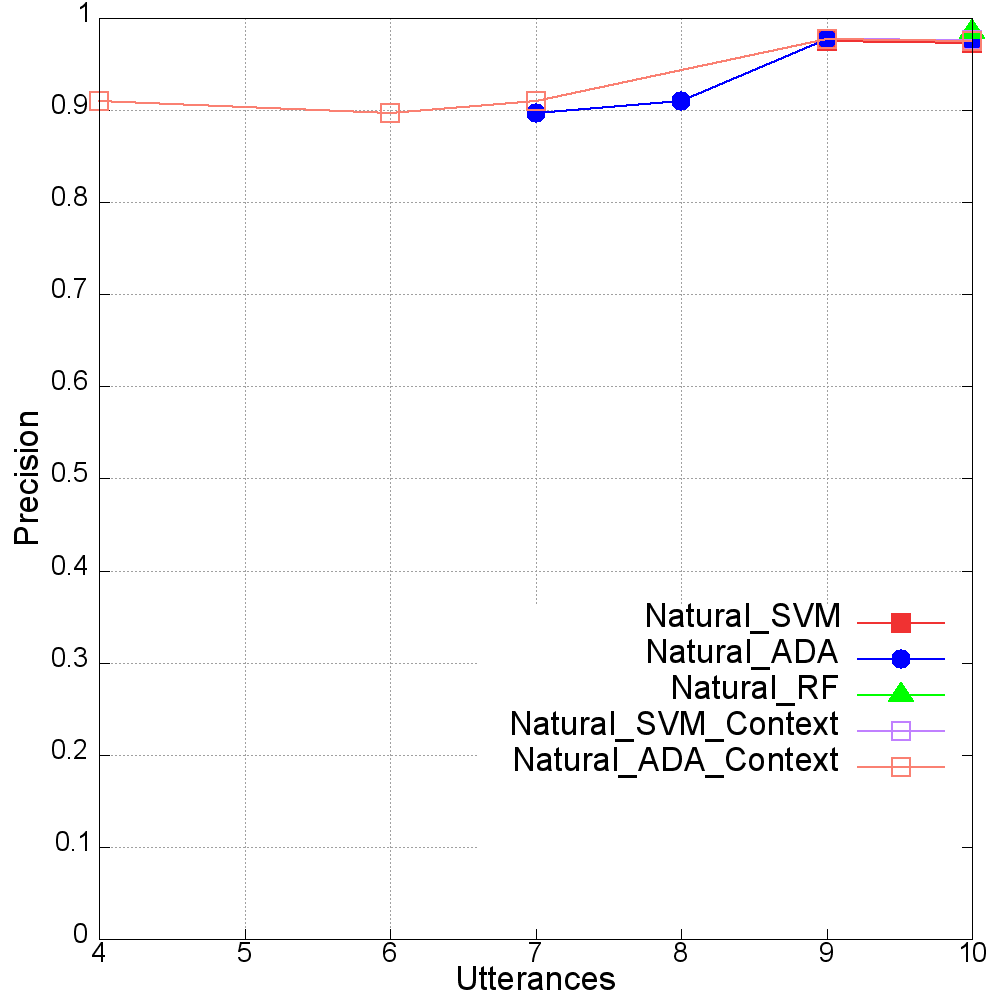 1
0.9
0.8
0.7
0.6
0.5
0.4
0.3
0.2
0.1
0
Precision
Natural_SVM
Natural_ADA
Natural_RF
Natural_SVM_Context
Natural_ADA_Context
4 5 6 7 8 9 10
Utterances